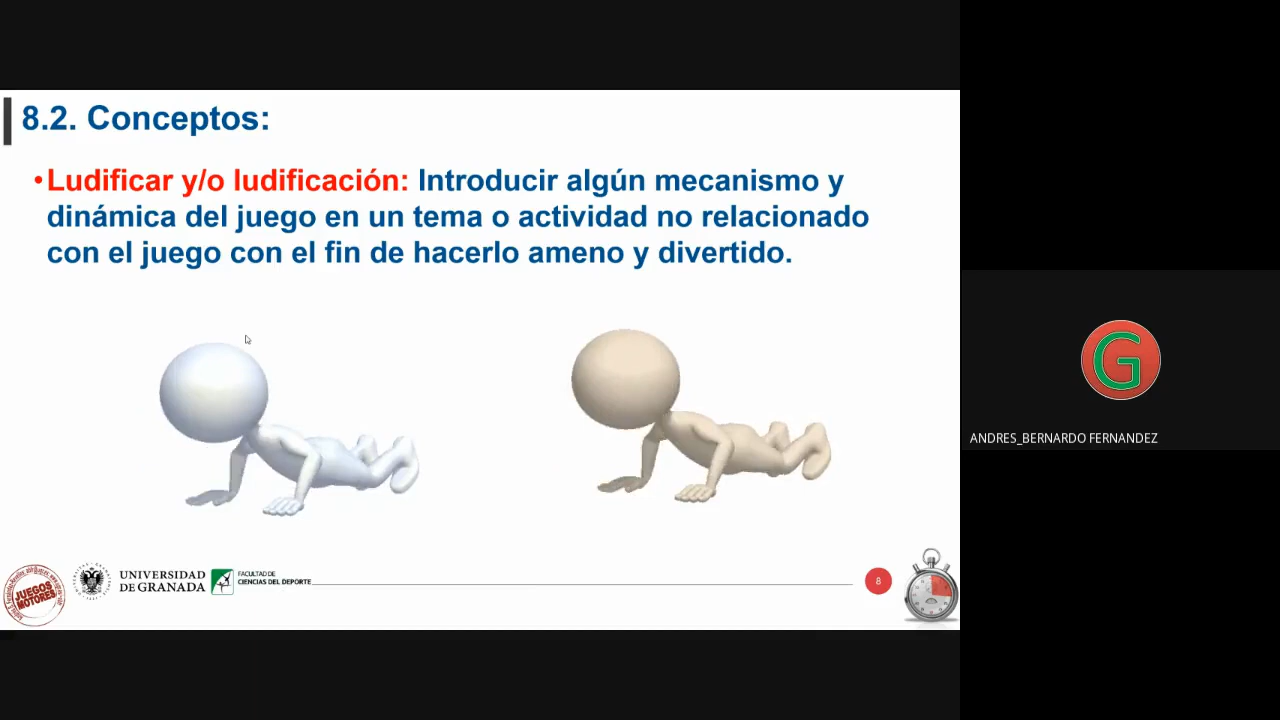 8.2. Conceptos:
•Ludificar y/o ludificación: Introducir algún mecanismo y
dinámica del juego en un tema o actividad no relacionado
con el juego con el fin de hacerlo ameno y divertido.
G
ANDRES_BERNARDO FERNANDEZ
JUEGOS
MOTORES
UNIVERSIDAD
DE GRANADA
FACULTAD DE
CIENCIAS DEL DEPORTE
8